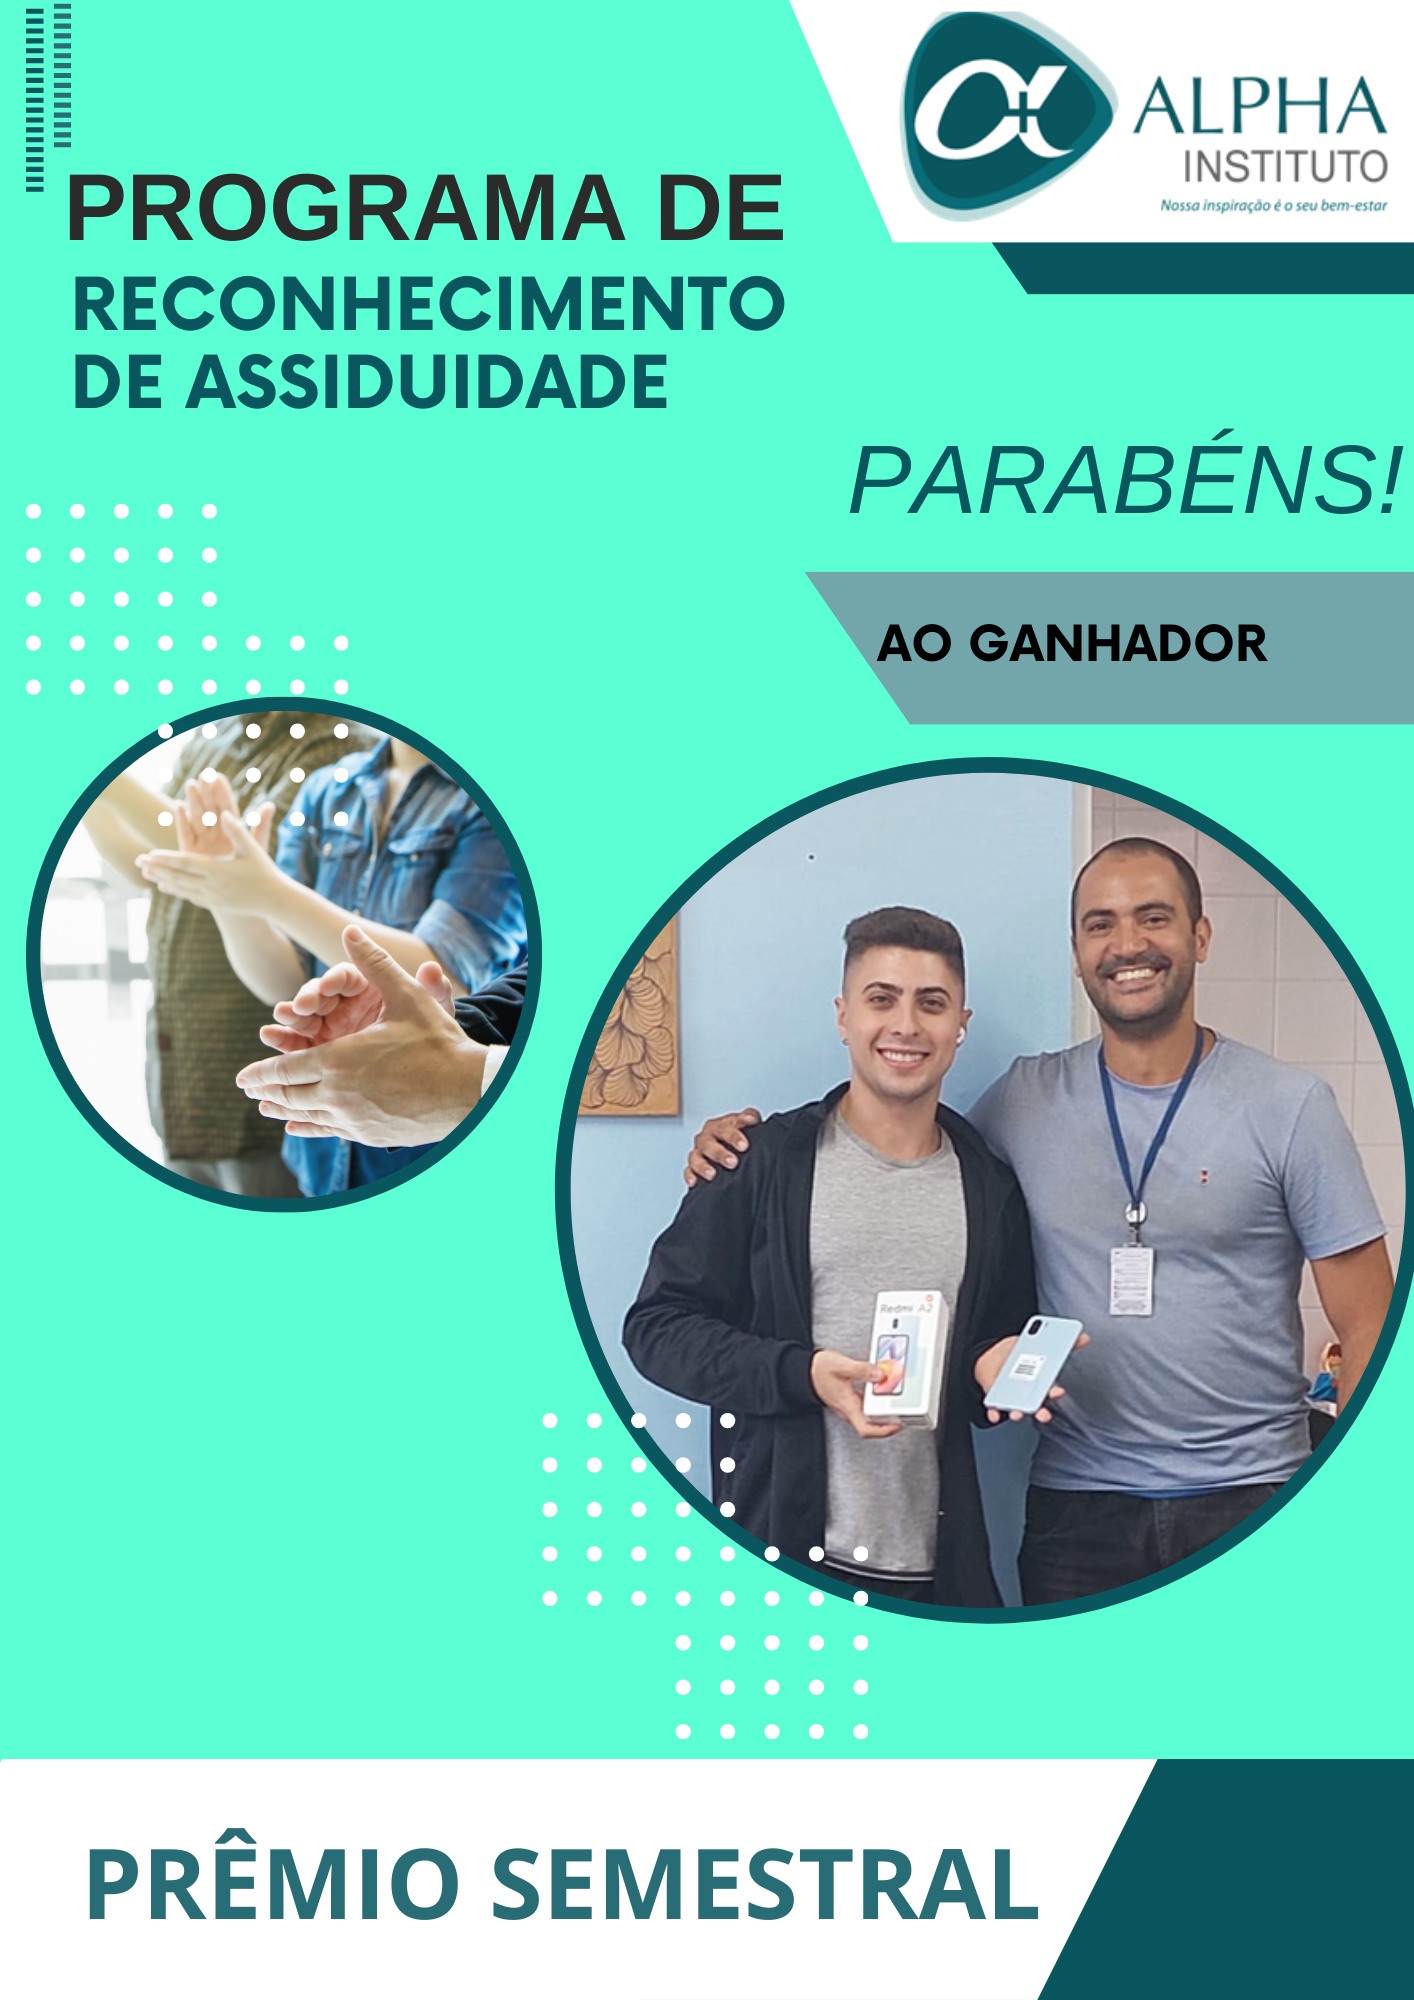 ALPHA
INSTITUTO
Nossa inspiração é o seu bem-estar
PROGRAMA DE
RECONHECIMENTO
DE ASSIDUIDADE
PARABÉNS!
AO GANHADOR
Redmi A2
PRÊMIO SEMESTRAL